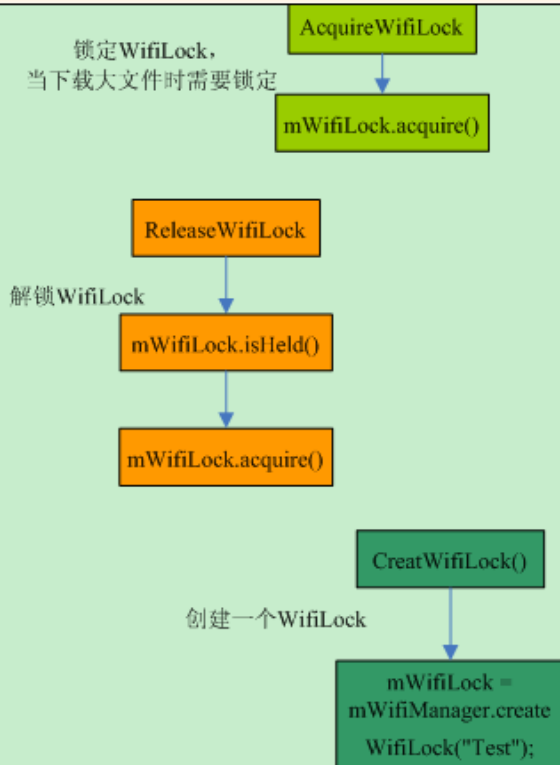 AcquireWifiLock
锁定WifiLock，
当下载大文件时需要锁定
mWifiLock.acquire()
ReleaseWifiLock
解锁WifiLock
mWifiLock.isHeld()
mWifiLock.acquire()
CreatWifiLock()
创建一个WifiLock
mWifiLock =
mWifiManager.create
WifiLock("Test");